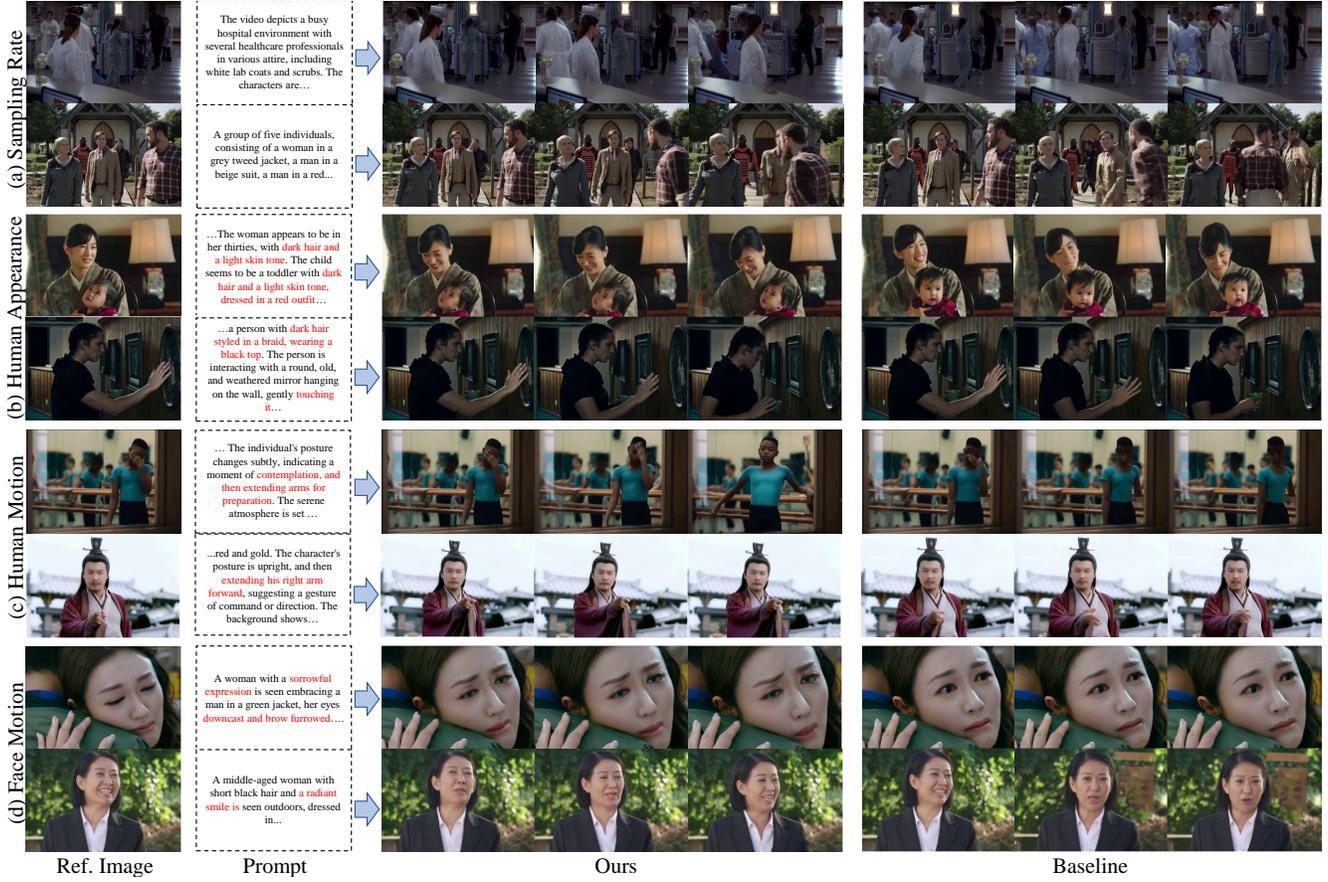 (a) Sampling Rate
The video depicts a busy
hospital environment with
several healthcare professionals
in various attire, including
white lab coats and scrubs. The
characters are…
A group of five individuals,
consisting of a woman in a
grey tweed jacket, a man in a
beige suit, a man in a red...
(b) Human Appearance
…The woman appears to be in
her thirties, with dark hair and
a light skin tone. The child
seems to be a toddler with dark
hair and a light skin tone,
dressed in a red outfit…
…a person with dark hair
styled in a braid, wearing a
black top. The person is
interacting with a round, old,
and weathered mirror hanging
on the wall, gently touching
it…
(c) Human Motion
… The individual's posture
changes subtly, indicating a
moment of contemplation, and
then extending arms for
preparation. The serene
atmosphere is set …
...red and gold. The character's
posture is upright, and then
extending his right arm
forward, suggesting a gesture
of command or direction. The
background shows…
(d) Face Motion
A woman with a sorrowful
expression is seen embracing a
man in a green jacket, her eyes
downcast and brow furrowed….
A middle-aged woman with
short black hair and a radiant
smile is seen outdoors, dressed
in...
Ref. Image
Prompt
Ours
Baseline